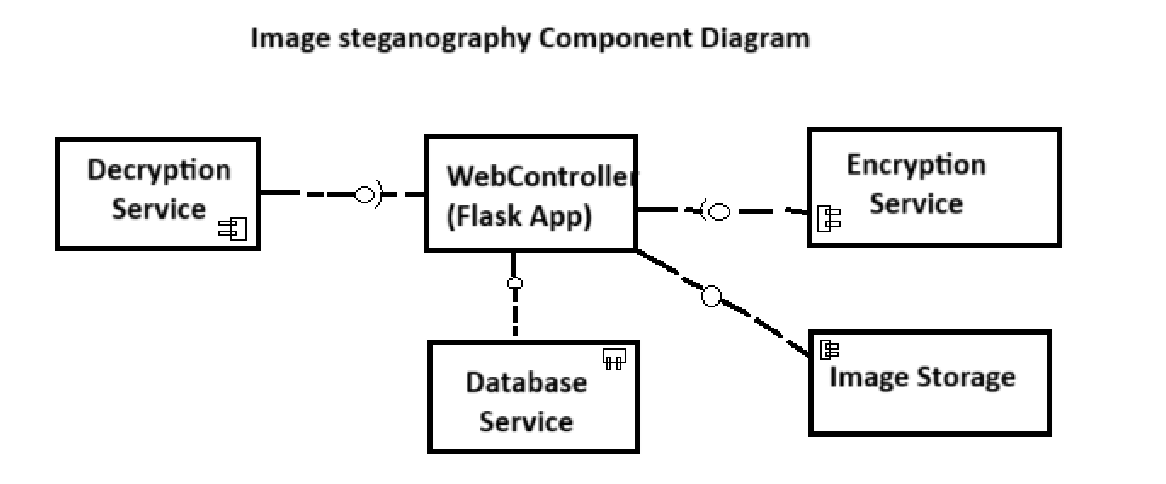 Image steganography Component Diagram
Decryption
Service
WebController
(Flask App)
Encryption
Service
Database
Service
Image Storage